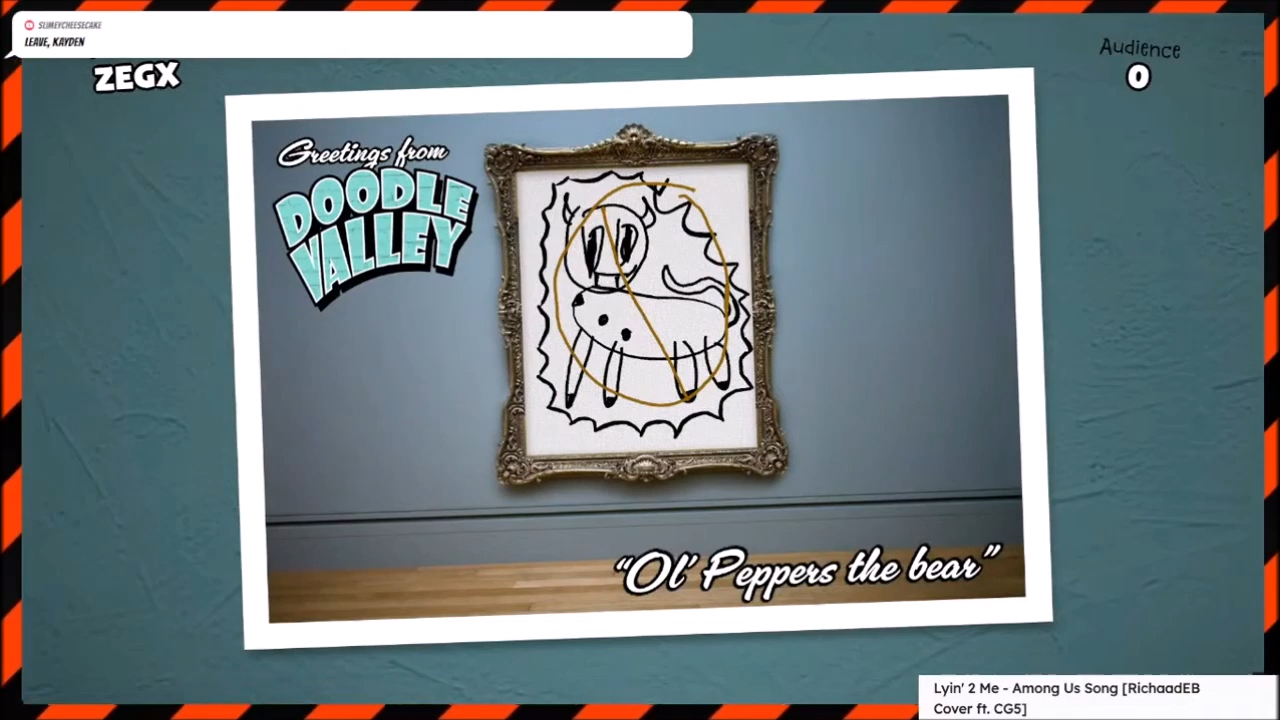 SLIMEYCHEESECAKE
LEAVE, KAYDEN
ZEGX
Audience
0
Greetings from
DOODLE
VALLEY
"Ol' Peppers the bear"
Lyin' 2 Me - Among Us Song [RichaadEB
Cover ft. CG5]